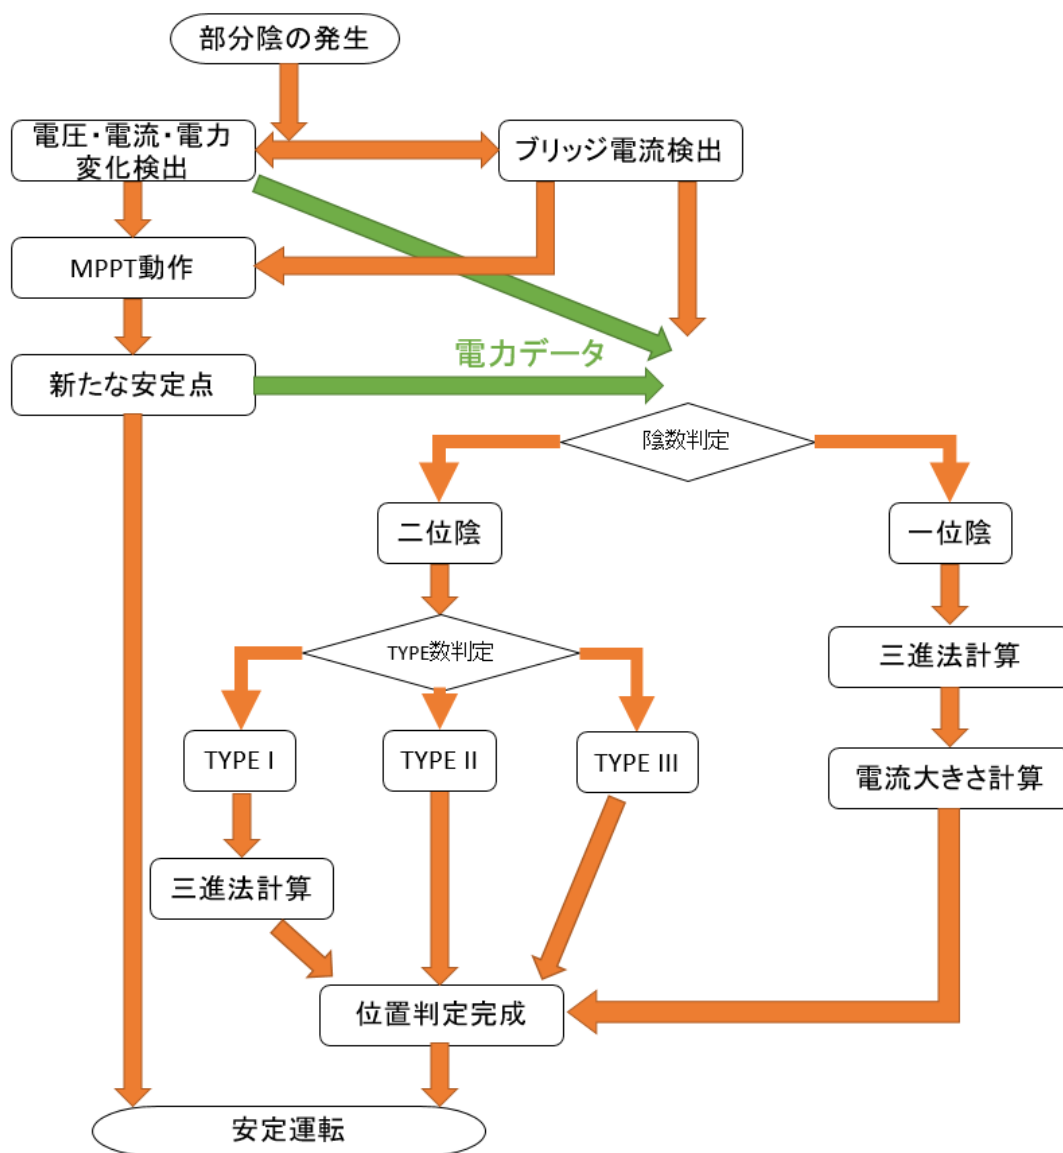 部分陰の発生
電圧・電流・電力
変化検出
ブリッジ電流検出
MPPT動作
電力データ
新たな安定点
陰数判定
二位陰
一位陰
TYPE数判定
三進法計算
TYPE I
TYPE II
TYPE III
電流大きさ計算
三進法計算
位置判定完成
安定運転